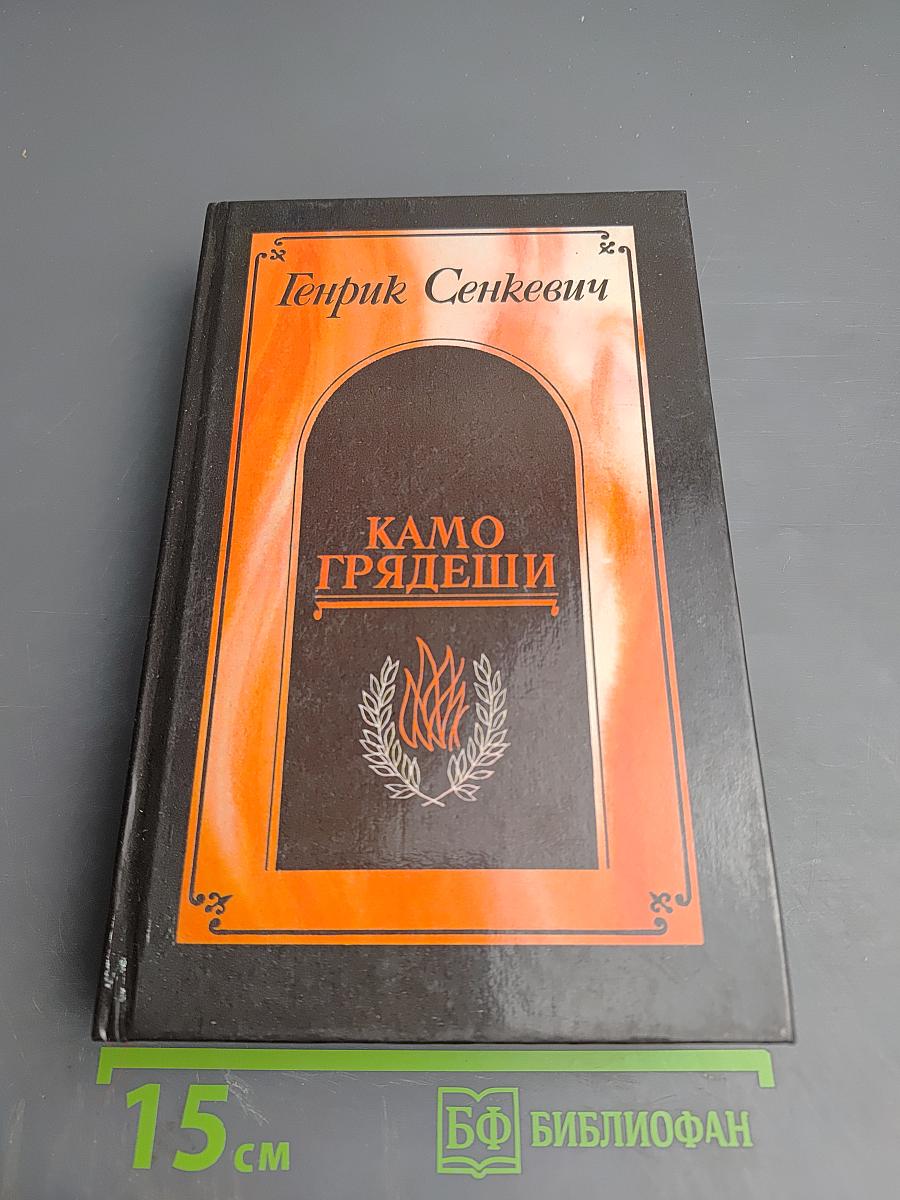 Генрик Сенкевич
КАМО
ГРЯДЕШИ
15 см
БФ БИБЛИОФАН